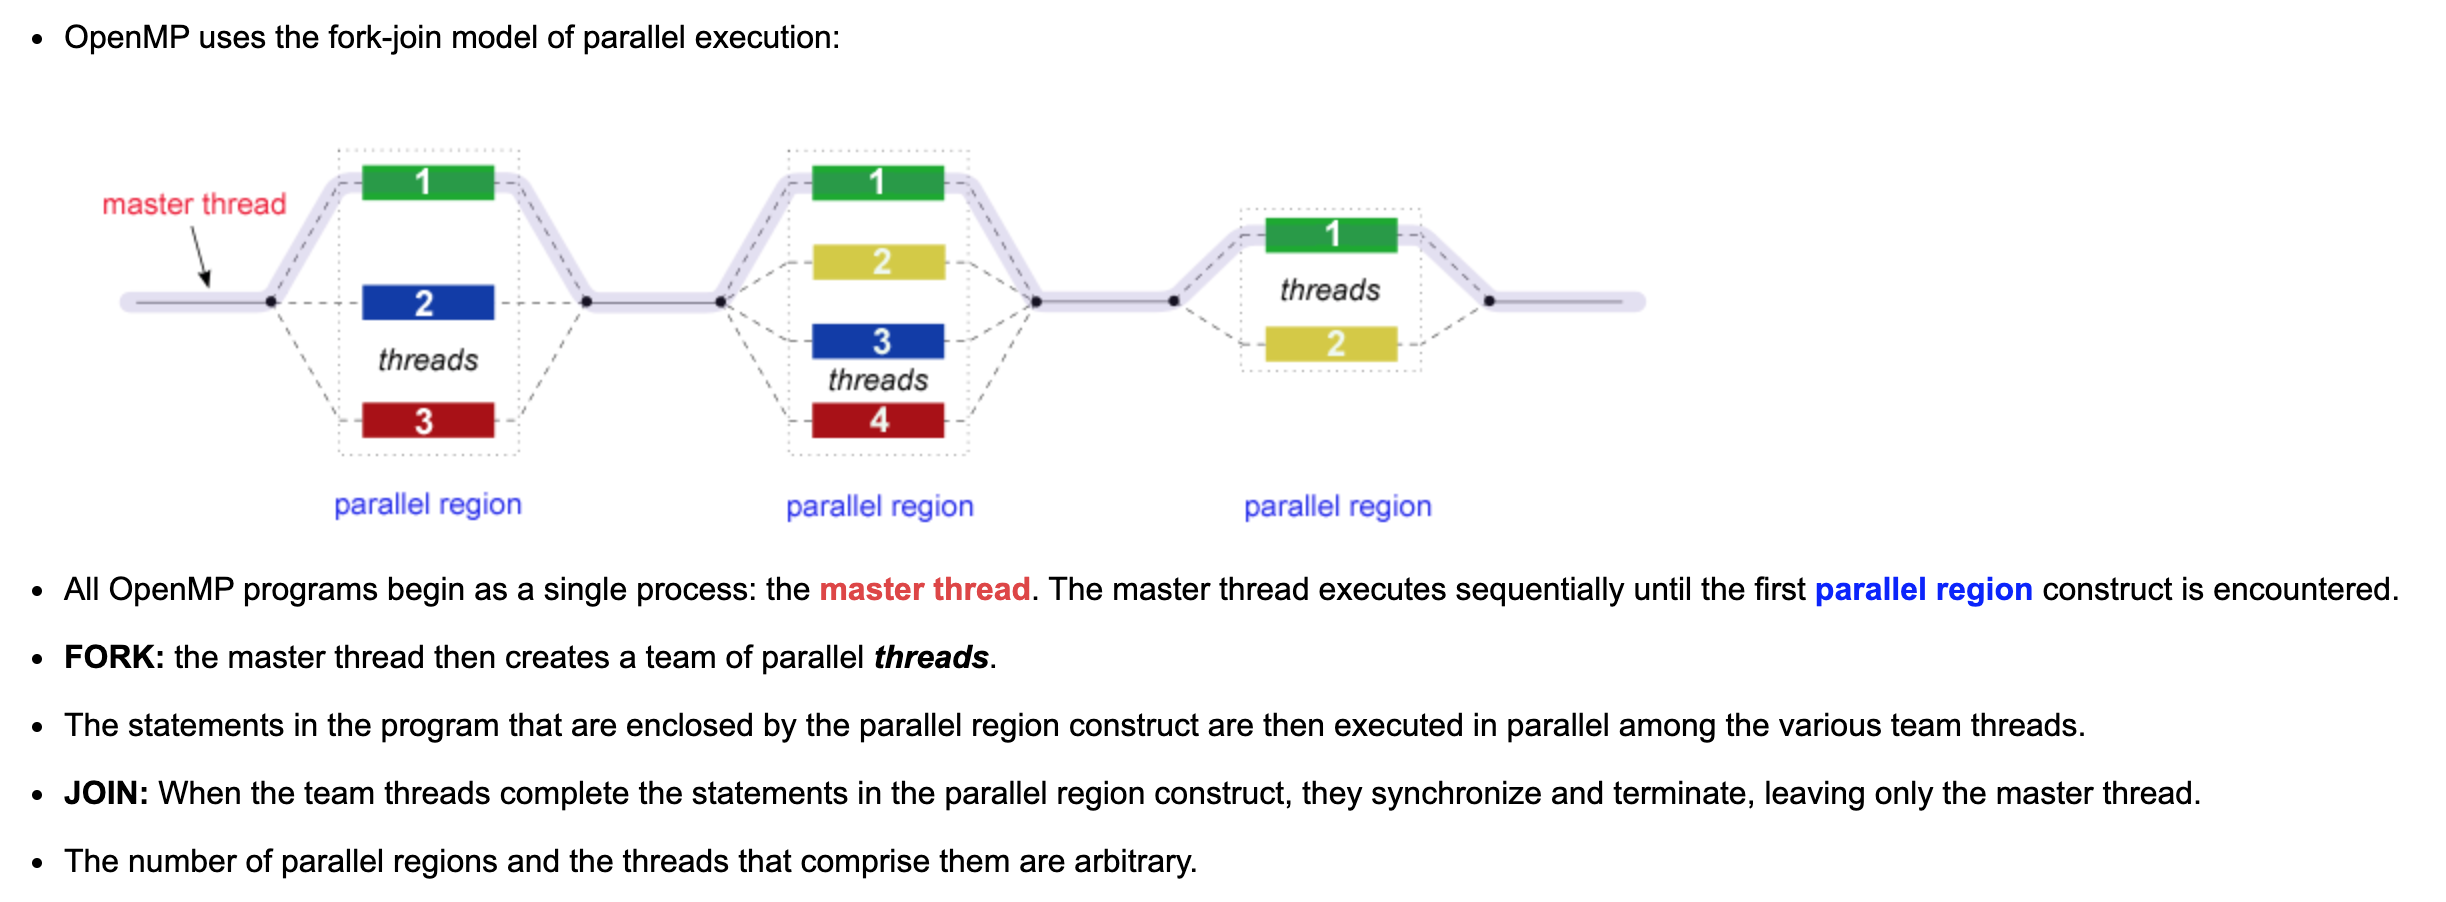 • OpenMP uses the fork-join model of parallel execution:
master thread
1
2
threads
3
parallel region
1
2
3
threads
4
parallel region
1
threads
2
parallel region
• All OpenMP programs begin as a single process: the master thread. The master thread executes sequentially until the first parallel region construct is encountered.
• FORK: the master thread then creates a team of parallel threads.
• The statements in the program that are enclosed by the parallel region construct are then executed in parallel among the various team threads.
• JOIN: When the team threads complete the statements in the parallel region construct, they synchronize and terminate, leaving only the master thread.
• The number of parallel regions and the threads that comprise them are arbitrary.